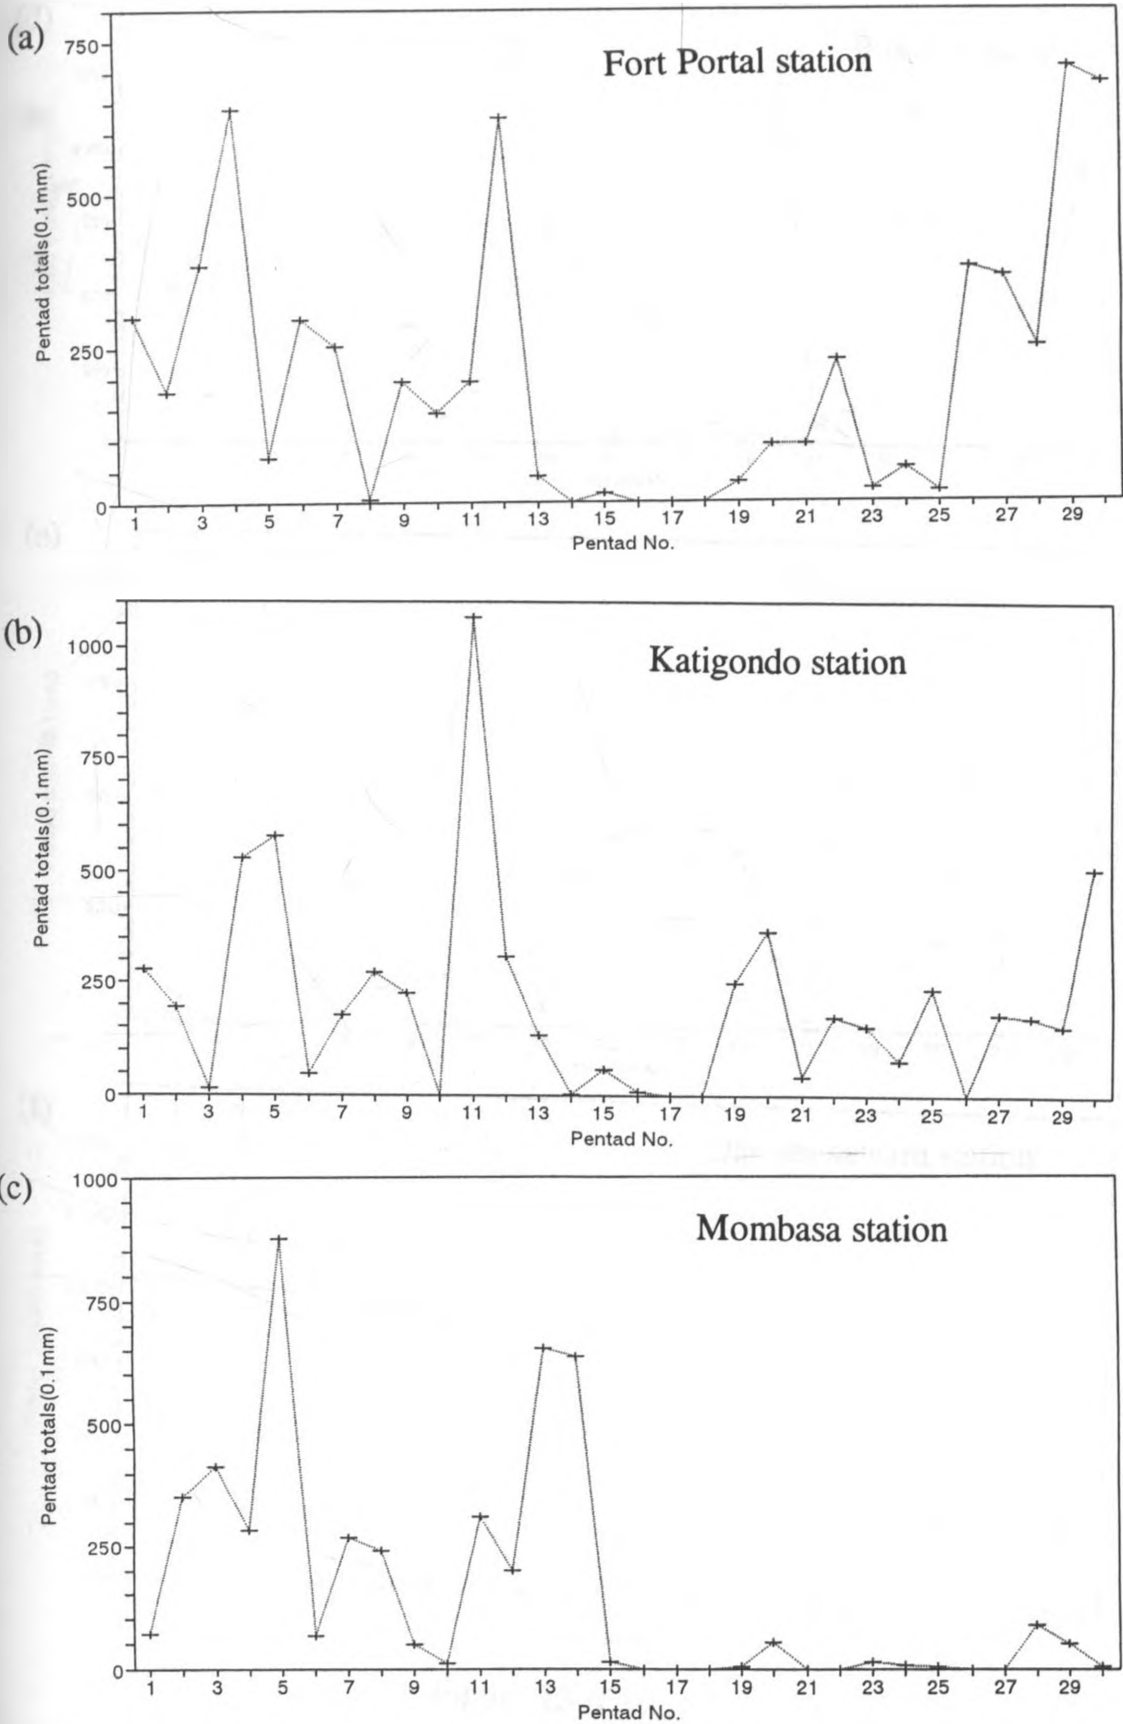 (a)
Fort Portal station
Pentad totals(0.1mm)
750
500
250
0
1 3 5 7 9 11 13 15 17 19 21 23 25 27 29
Pentad No.
(b)
Katigondo station
Pentad totals(0.1mm)
1000
750
500
250
0
1 3 5 7 9 11 13 15 17 19 21 23 25 27 29
Pentad No.
(c)
Mombasa station
Pentad totals(0.1mm)
1000
750
500
250
0
1 3 5 7 9 11 13 15 17 19 21 23 25 27 29
Pentad No.